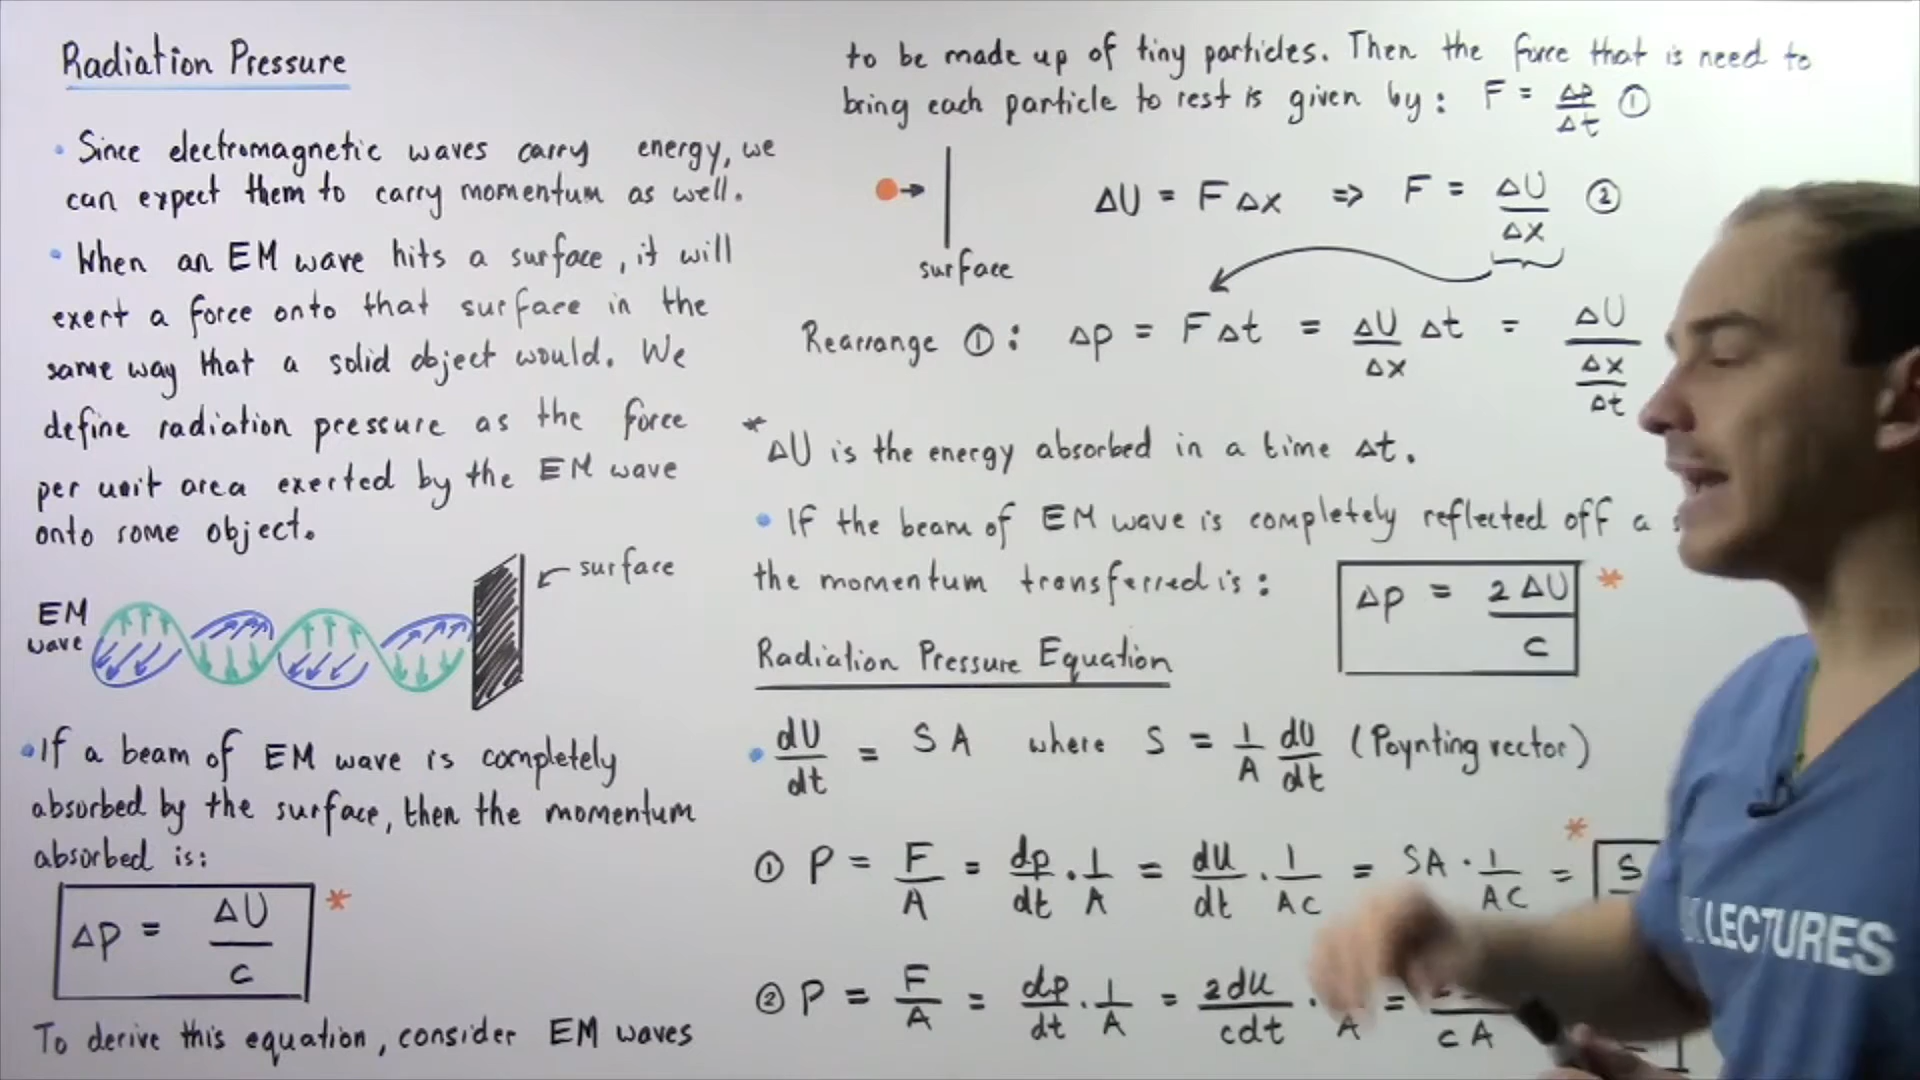 Radiation Pressure
• Since electromagnetic waves carry energy, we
can expect them to carry momentum as well.
• When an EM wave hits a surface, it will
exert a force onto that surface in the
same way that a solid object would. We
define radiation pressure as the force
per unit area exerted by the EM wave
onto some object.
surface
EM
wave
• If a beam of EM wave is completely
absorbed by the surface, then the momentum
absorbed is:
Δp = ΔU/c *
To derive this equation, consider EM waves
to be made up of tiny particles. Then the force that is need to
bring each particle to rest is given by: F = Δp/Δt ①
ΔU = FΔx ⇒ F = ΔU/Δx ②
surface
Rearrange ①: Δp = FΔt = ΔU/Δx Δt = ΔU/(Δx/Δt)
* ΔU is the energy absorbed in a time Δt.
• If the beam of EM wave is completely reflected off a
the momentum transferred is: Δp = 2ΔU/c *
Radiation Pressure Equation
• dU/dt = SA where S = 1/A dU/dt (Poynting vector)
① P = F/A = dp/dt · 1/A = dU/dt · 1/AC = SA · 1/AC = S *
② P = F/A = dp/dt · 1/A = 2dU/cdt · /A = /cA
LECTURES